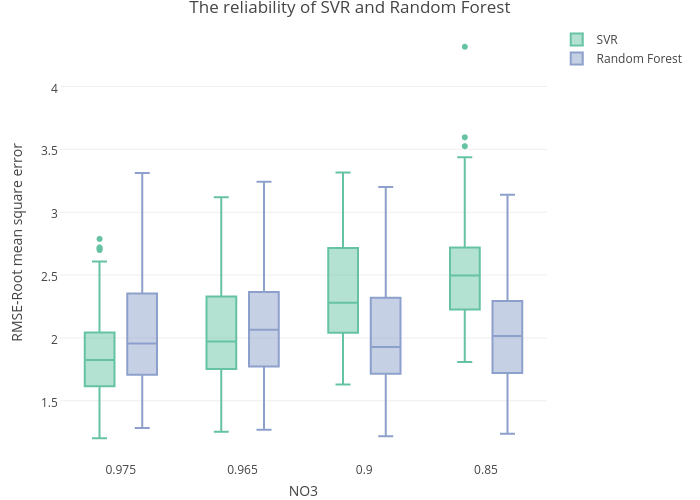 The reliability of SVR and Random Forest
SVR
Random Forest
RMSE-Root mean square error
4
3.5
3
2.5
2
1.5
0.975
0.965
0.9
0.85
NO3